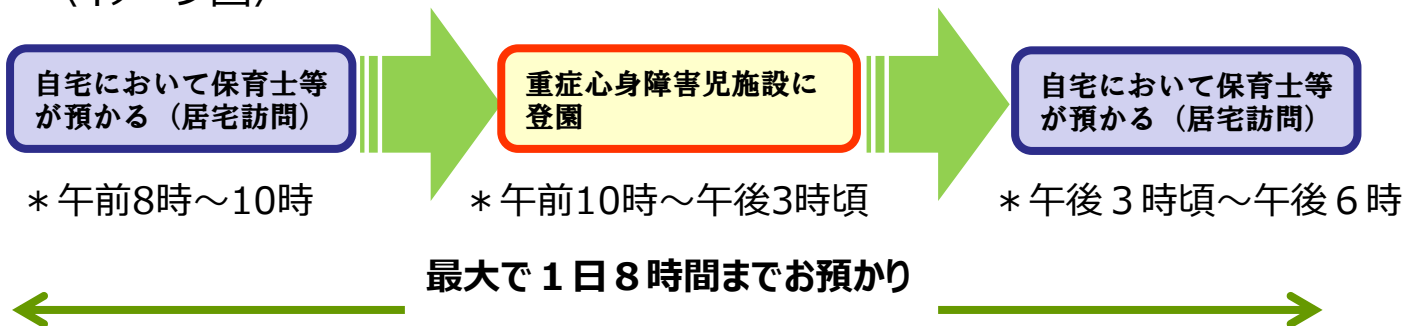 自宅において保育士等
が預かる（居宅訪問）
重症心身障害児施設に
登園
自宅において保育士等
が預かる（居宅訪問）
＊午前8時～10時
＊午前10時～午後3時頃
＊午後３時頃～午後６時
最大で１日８時間までお預かり